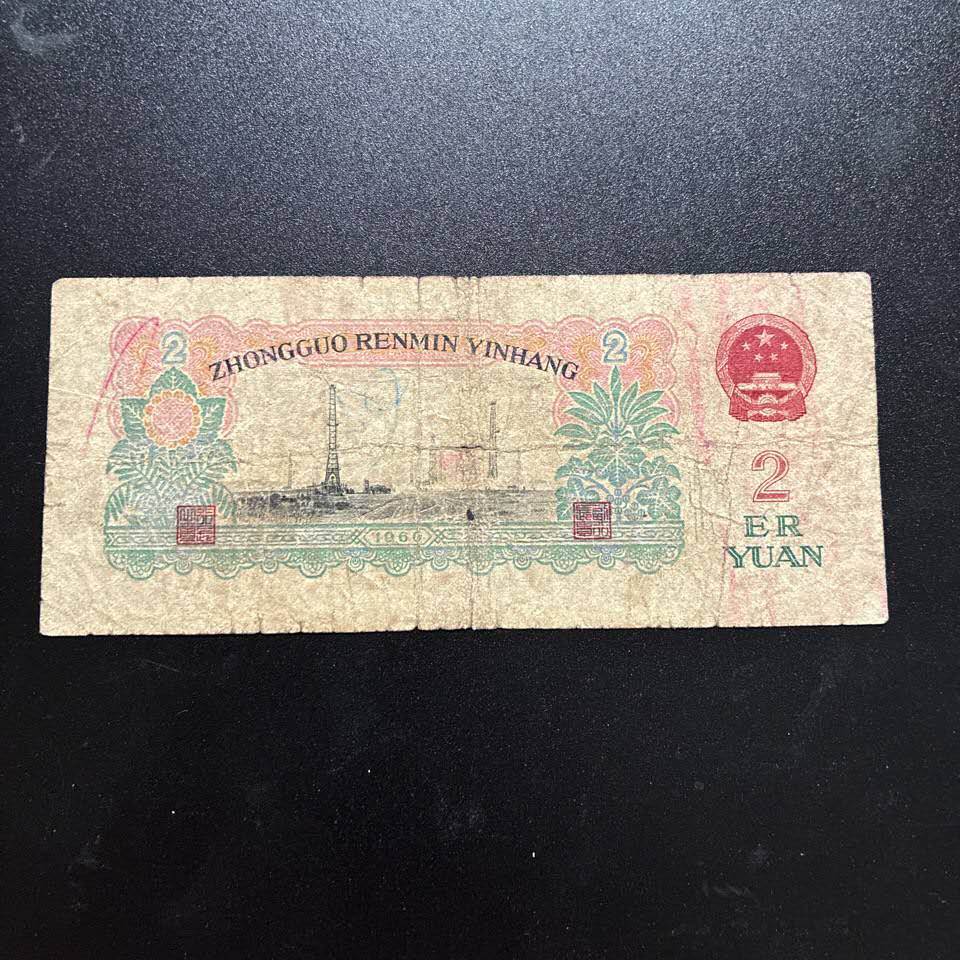 2
2
ZHONGGUO RENMIN YINHANG
2
ER
YUAN
1960